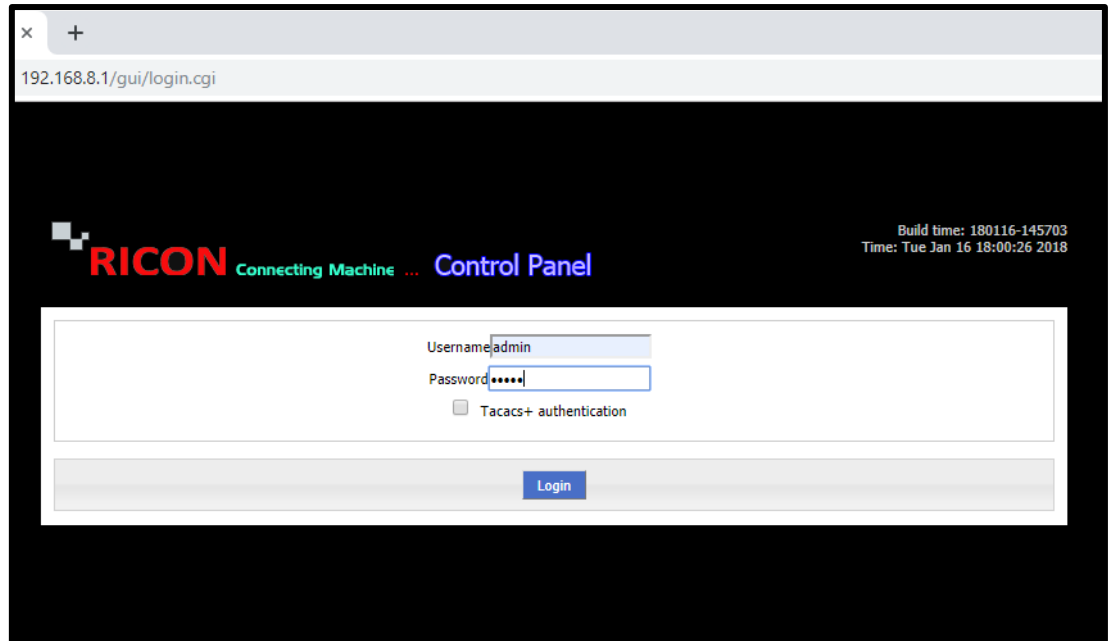 × +
192.168.8.1/gui/login.cgi
Build time: 180116-145703
Time: Tue Jan 16 18:00:26 2018
RICON Connecting Machine ... Control Panel
Username admin
Password •••••
Tacacs+ authentication
Login